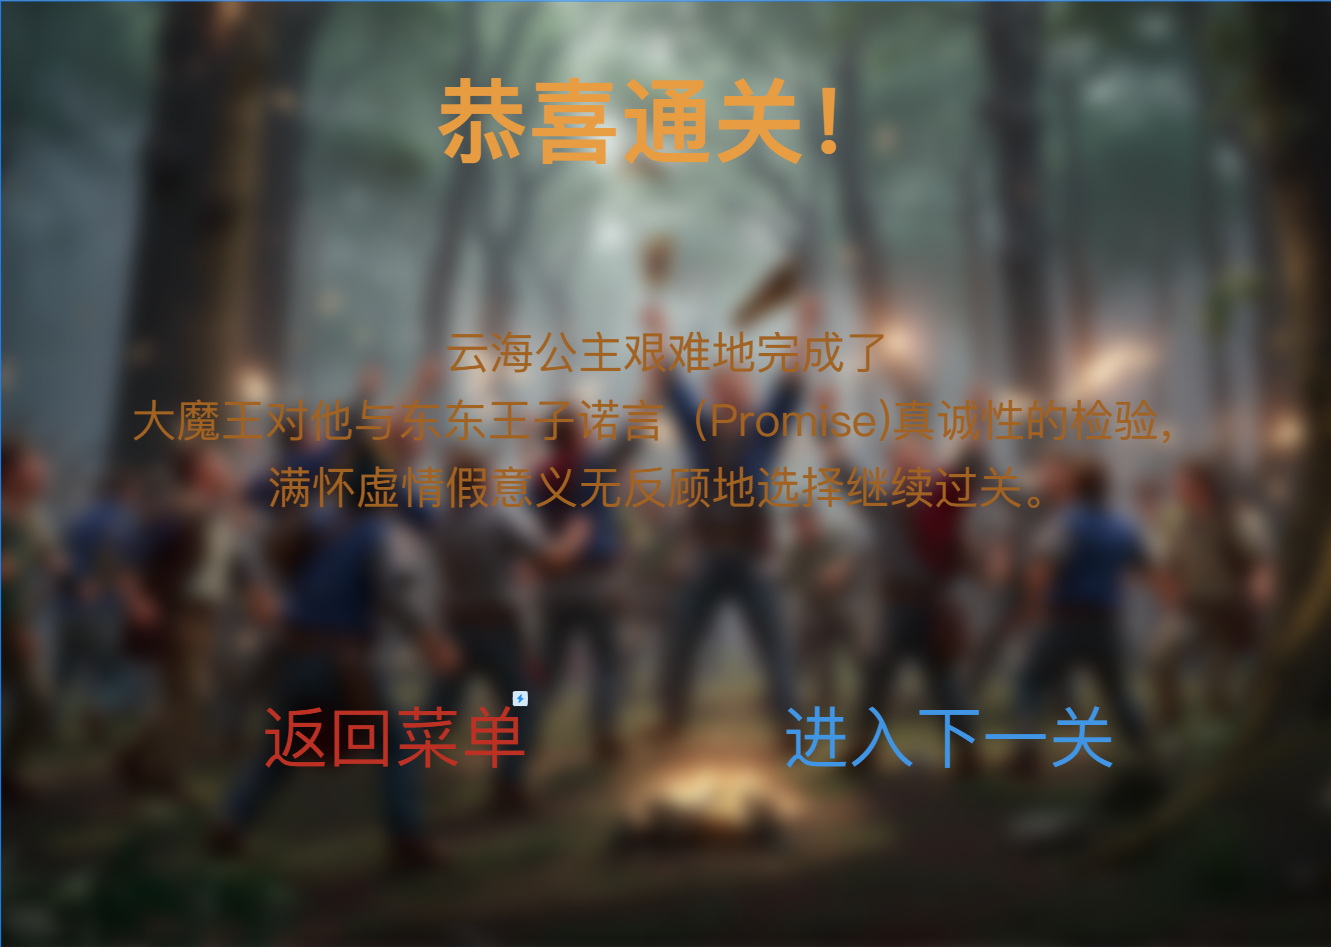 恭喜通关！
云海公主艰难地完成了
大魔王对他与东东王子诺言（Promise)真诚性的检验，
满怀虚情假意义无反顾地选择继续过关。
返回菜单
进入下一关